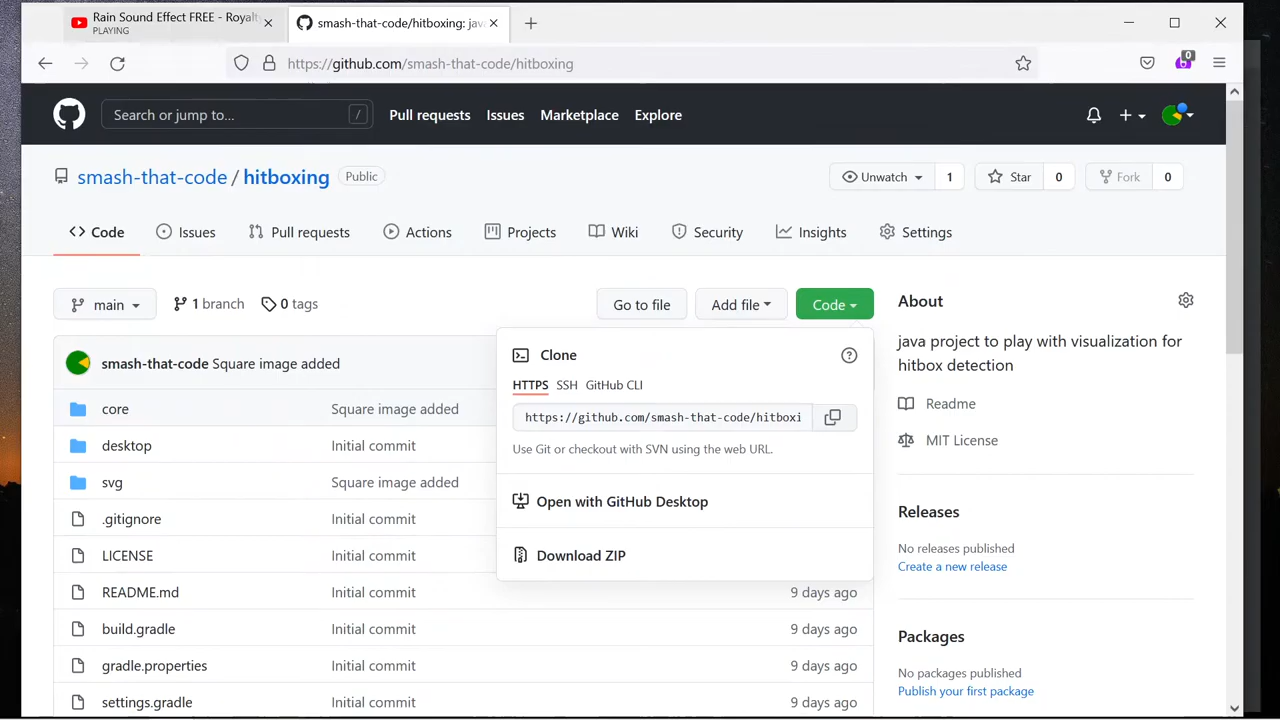 Rain Sound Effect FREE - Royalt
PLAYING
smash-that-code/hitboxing: jav
https://github.com/smash-that-code/hitboxing
0
Search or jump to...
/
Pull requests
Issues
Marketplace
Explore
smash-that-code / hitboxing
Public
Unwatch
1
Star
0
Fork
0
Code
Issues
Pull requests
Actions
Projects
Wiki
Security
Insights
Settings
main
1 branch
0 tags
Go to file
Add file
Code
smash-that-code Square image added
core
Square image added
desktop
Initial commit
svg
Square image added
.gitignore
Initial commit
LICENSE
Initial commit
README.md
Initial commit
9 days ago
build.gradle
Initial commit
9 days ago
gradle.properties
Initial commit
9 days ago
settings.gradle
Initial commit
9 days ago
Clone
HTTPS
SSH
GitHub CLI
https://github.com/smash-that-code/hitboxi
Use Git or checkout with SVN using the web URL.
Open with GitHub Desktop
Download ZIP
About
java project to play with visualization for
hitbox detection
Readme
MIT License
Releases
No releases published
Create a new release
Packages
No packages published
Publish your first package